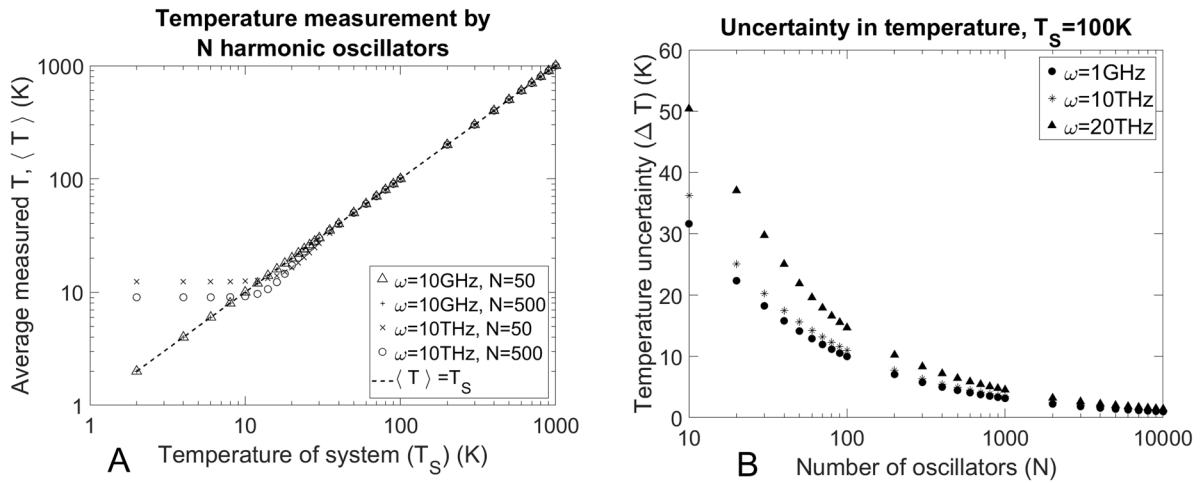 Temperature measurement by
N harmonic oscillators
Average measured T, ⟨ T ⟩ (K)
1000
100
10
1
1
10
100
1000
△ ω=10GHz, N=50
+ ω=10GHz, N=500
× ω=10THz, N=50
○ ω=10THz, N=500
---⟨ T ⟩ =T_S
A
Temperature of system (T_S) (K)
Uncertainty in temperature, T_S=100K
Temperature uncertainty (Δ T) (K)
60
50
40
30
20
10
0
10
100
1000
10000
● ω=1GHz
* ω=10THz
▲ ω=20THz
B
Number of oscillators (N)